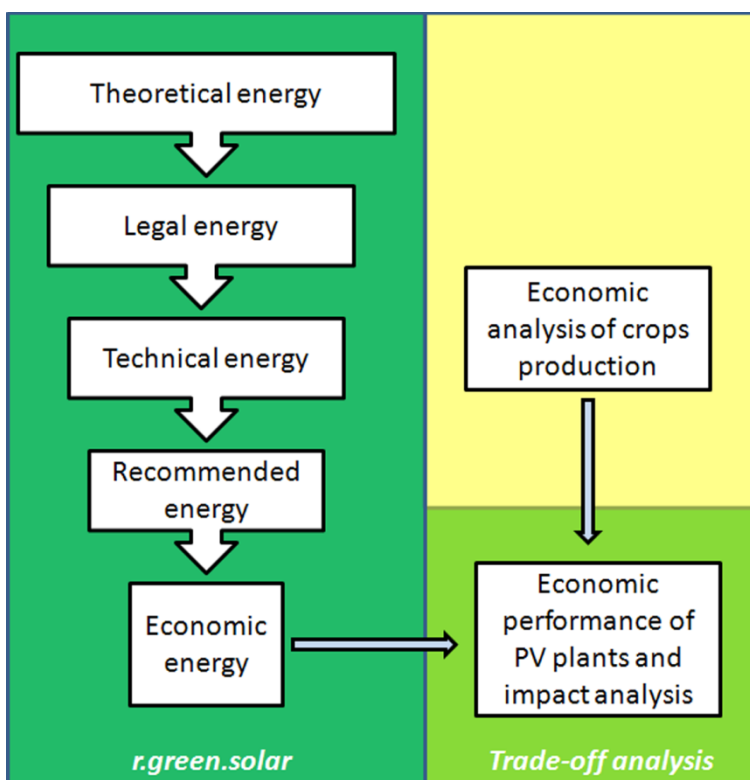 Theoretical energy
Legal energy
Technical energy
Recommended
energy
Economic
energy
r.green.solar
Economic
analysis of crops
production
Economic
performance of
PV plants and
impact analysis
Trade-off analysis